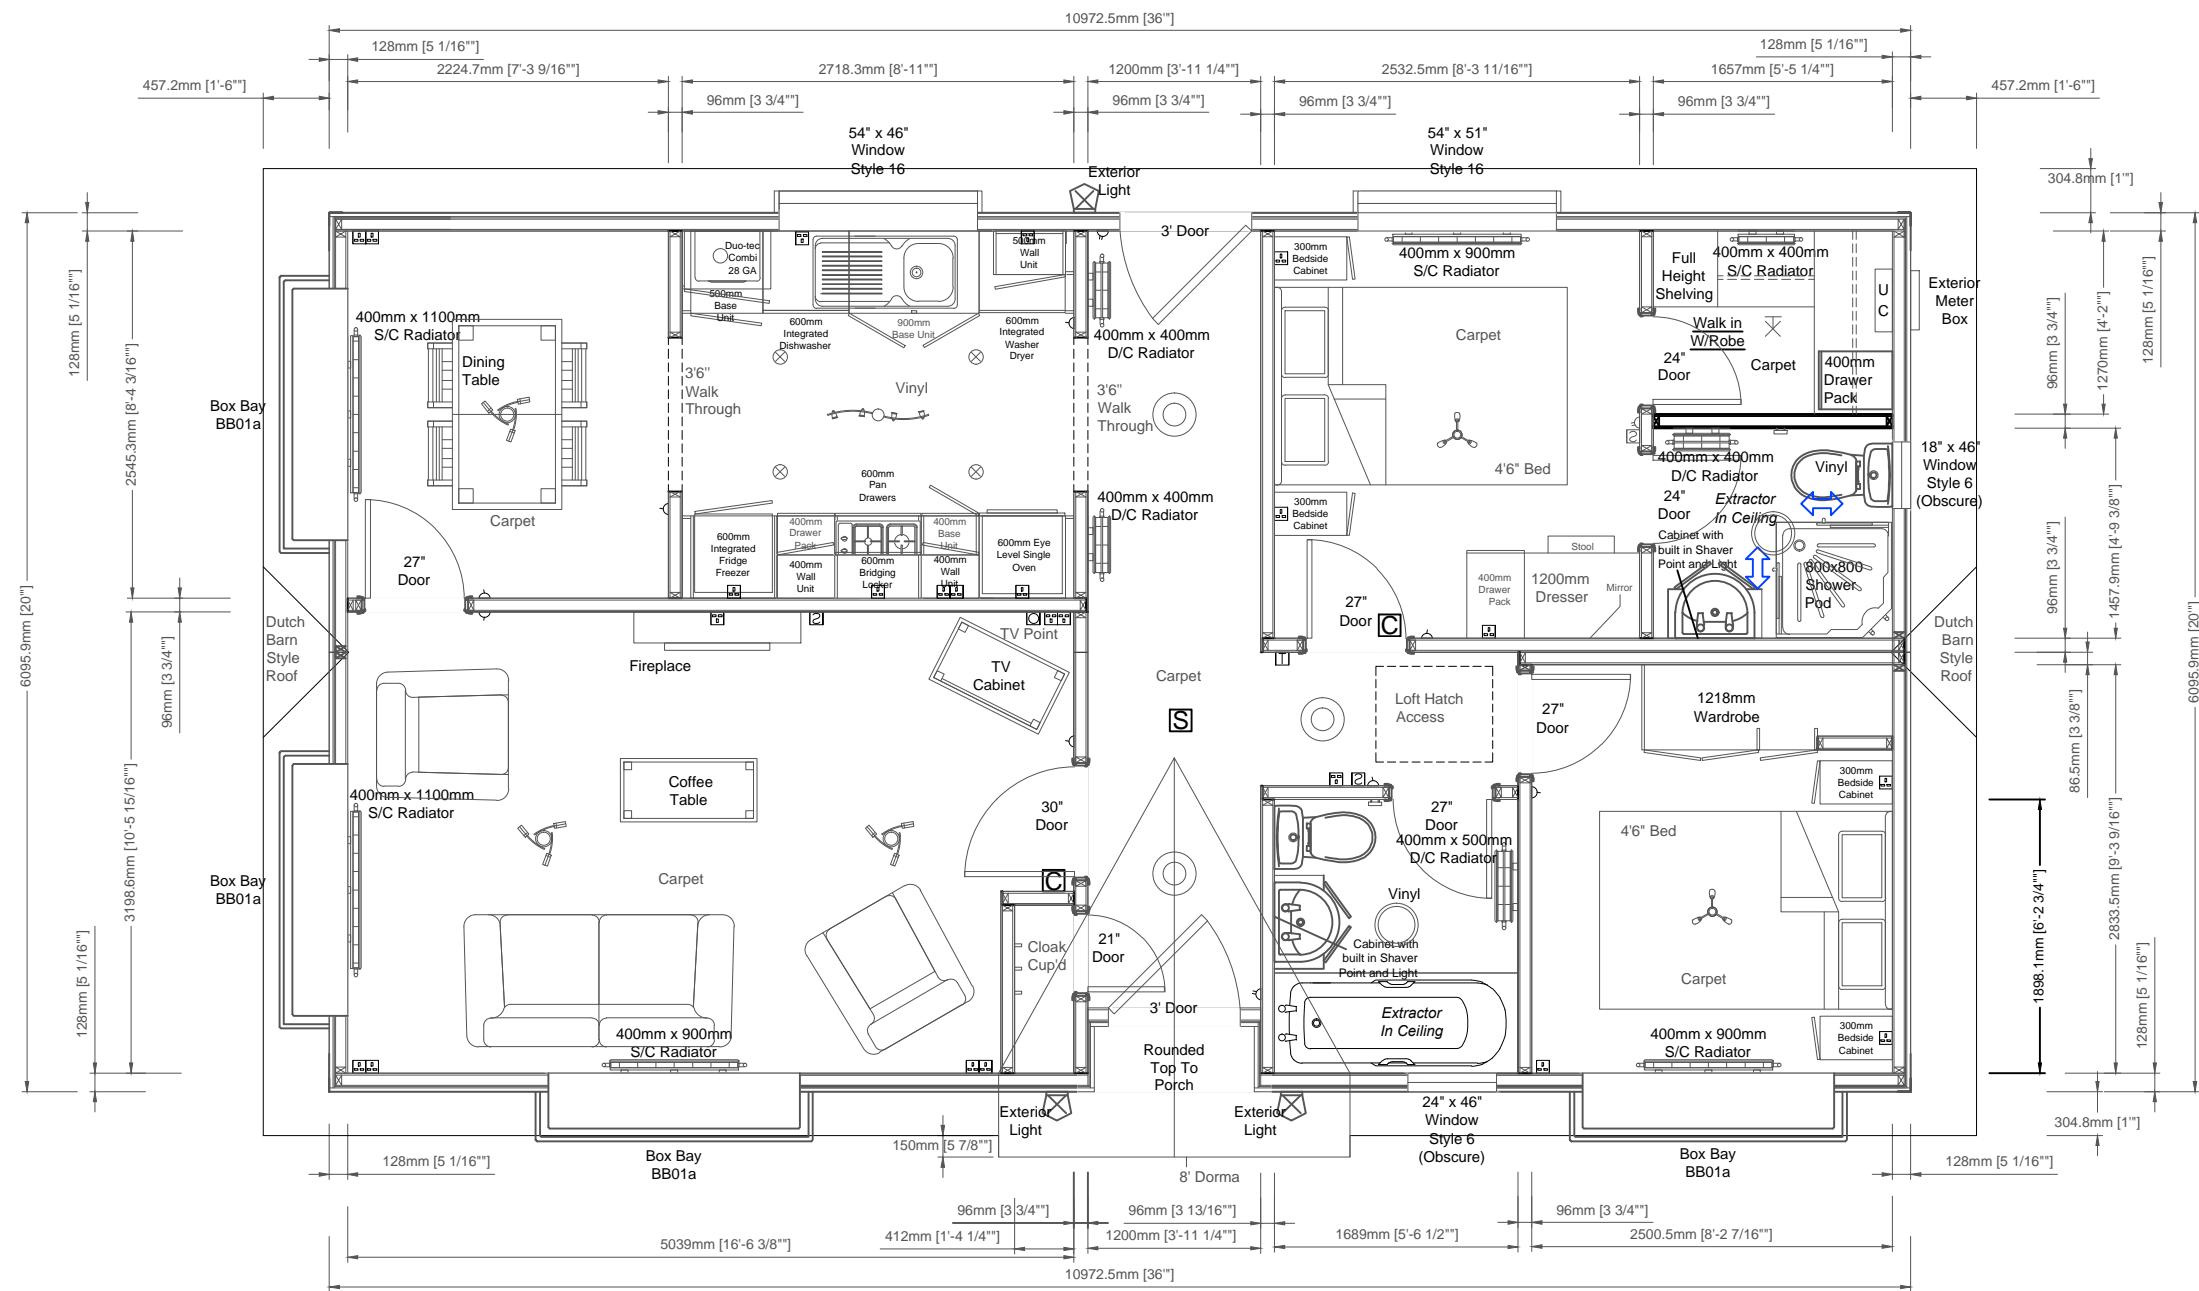 10972.5mm [36'"]
128mm [5 1/16""]
128mm [5 1/16""]
2224.7mm [7'-3 9/16""]
2718.3mm [8'-11""]
1200mm [3'-11 1/4""]
2532.5mm [8'-3 11/16""]
1657mm [5'-5 1/4""]
457.2mm [1'-6""]
457.2mm [1'-6""]
96mm [3 3/4""]
96mm [3 3/4""]
96mm [3 3/4""]
96mm [3 3/4""]
54" x 46"
Window
Style 16
54" x 51"
Window
Style 16
Exterior
Light
304.8mm [1'"]
3' Door
Duo-tec
Combi
28 GA
500mm
Base
Unit
500mm
Wall
Unit
300mm
Bedside
Cabinet
400mm x 900mm
S/C Radiator
Full
Height
Shelving
400mm x 400mm
S/C Radiator
U
C
Exterior
Meter
Box
128mm [5 1/16""]
2545.3mm [8'-4 3/16""]
6095.9mm [20'"]
96mm [3 3/4""]
3198.6mm [10'-5 15/16""]
128mm [5 1/16""]
400mm x 1100mm
S/C Radiator
Dining
Table
600mm
Integrated
Dishwasher
900mm
Base Unit
600mm
Integrated
Washer
Dryer
400mm x 400mm
D/C Radiator
Carpet
Walk in
W/Robe
24"
Door
Carpet
400mm
Drawer
Pack
96mm [3 3/4""]
1270mm [4'-2""]
128mm [5 1/16""]
Box Bay
BB01a
3'6"
Walk
Through
Vinyl
3'6"
Walk
Through
4'6" Bed
400mm x 400mm
D/C Radiator
Vinyl
18" x 46"
Window
Style 6
(Obscure)
600mm
Pan
Drawers
400mm x 400mm
D/C Radiator
300mm
Bedside
Cabinet
24"
Door
Extractor
In Ceiling
Carpet
27"
Door
600mm
Integrated
Fridge
Freezer
400mm
Drawer
Pack
400mm
Wall
Unit
600mm
Bridging
Locker
400mm
Base
Unit
400mm
Wall
Unit
600mm Eye
Level Single
Oven
Stool
400mm
Drawer
Pack
1200mm
Dresser
Mirror
Cabinet with
built in Shaver
Point and Light
800x800
Shower
Pod
96mm [3 3/4""]
1457.9mm [4'-9 3/8""]
96mm [3 3/4""]
6095.9mm [20'"]
Dutch
Barn
Style
Roof
Fireplace
TV Point
TV
Cabinet
Carpet
27"
Door
C
Dutch
Barn
Style
Roof
S
Loft Hatch
Access
27"
Door
1218mm
Wardrobe
86.5mm [3 3/8""]
400mm x 1100mm
S/C Radiator
Coffee
Table
30"
Door
27"
Door
400mm x 500mm
D/C Radiator
300mm
Bedside
Cabinet
4'6" Bed
Box Bay
BB01a
Carpet
C
Vinyl
1898.1mm [6'-2 3/4""]
2833.5mm [9'-3 9/16""]
128mm [5 1/16""]
Cloak
Cup'd
21"
Door
Cabinet with
built in Shaver
Point and Light
Carpet
3' Door
Extractor
In Ceiling
400mm x 900mm
S/C Radiator
Rounded
Top To
Porch
400mm x 900mm
S/C Radiator
300mm
Bedside
Cabinet
Exterior
Light
Exterior
Light
24" x 46"
Window
Style 6
(Obscure)
304.8mm [1'"]
150mm [5 7/8""]
Box Bay
BB01a
Box Bay
BB01a
128mm [5 1/16""]
128mm [5 1/16""]
8' Dorma
96mm [3 3/4""]
96mm [3 13/16""]
96mm [3 3/4""]
5039mm [16'-6 3/8""]
412mm [1'-4 1/4""]
1200mm [3'-11 1/4""]
1689mm [5'-6 1/2""]
2500.5mm [8'-2 7/16""]
10972.5mm [36'"]